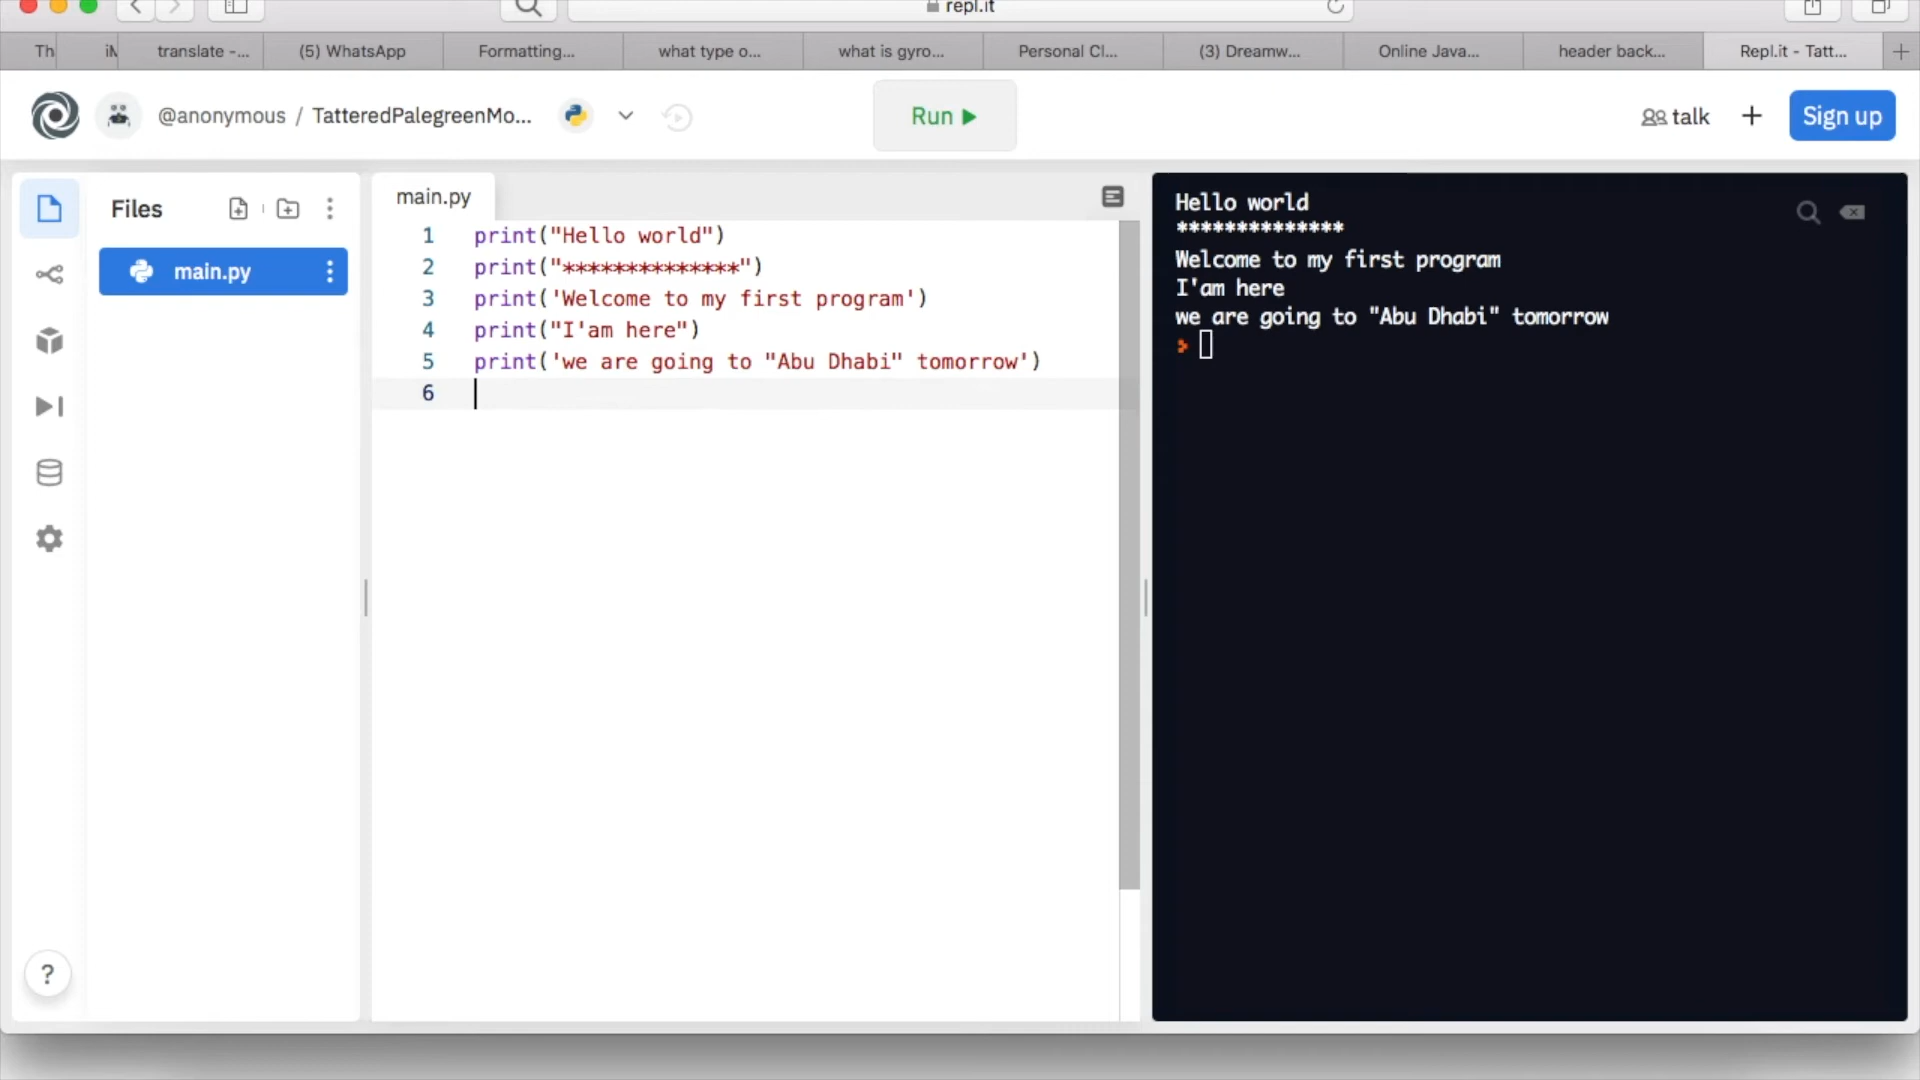 repl.it
Th
iM
translate -...
(5) WhatsApp
Formatting...
what type o...
what is gyro...
Personal Cl...
(3) Dreamw...
Online Java...
header back...
Repl.it - Tatt...
@anonymous / TatteredPalegreenMo...
Run
talk
Sign up
Files
main.py
main.py
1 print("Hello world")
2 print("**************")
3 print('Welcome to my first program')
4 print("I'am here")
5 print('we are going to "Abu Dhabi" tomorrow')
6
Hello world
**************
Welcome to my first program
I'am here
we are going to "Abu Dhabi" tomorrow
?